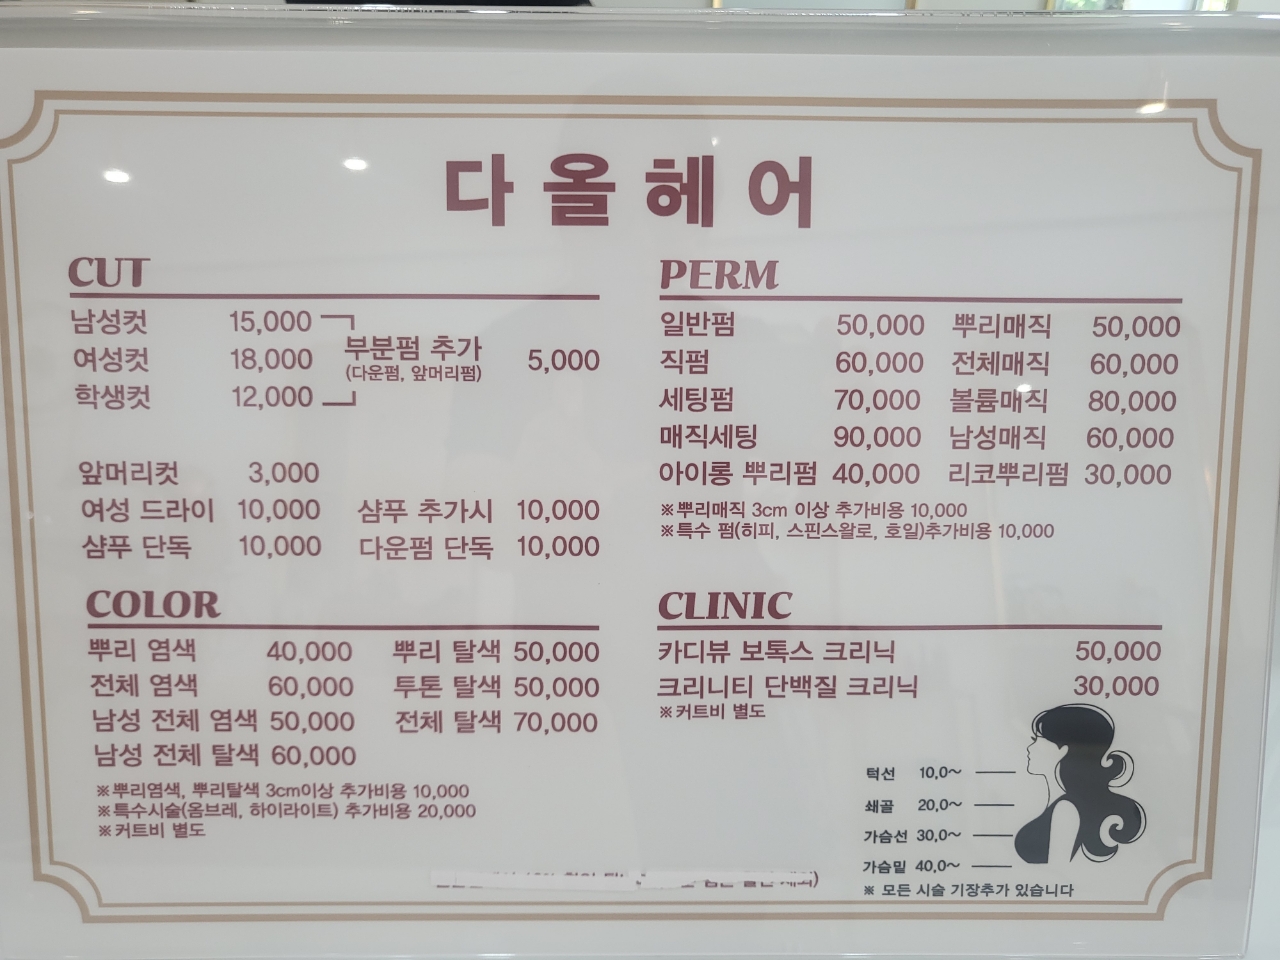 다올헤어
CUT
남성컷 15,000
여성컷 18,000
학생컷 12,000
부분펌 추가 5,000
(다운펌, 앞머리펌)
앞머리컷 3,000
여성 드라이 10,000 샴푸 추가시 10,000
샴푸 단독 10,000 다운펌 단독 10,000
PERM
일반펌 50,000 뿌리매직 50,000
직펌 60,000 전체매직 60,000
세팅펌 70,000 볼륨매직 80,000
매직세팅 90,000 남성매직 60,000
아이롱 뿌리펌 40,000 리코뿌리펌 30,000
※뿌리매직 3cm 이상 추가비용 10,000
※특수 펌(히피, 스핀스왈로, 호일)추가비용 10,000
COLOR
뿌리 염색 40,000 뿌리 탈색 50,000
전체 염색 60,000 투톤 탈색 50,000
남성 전체 염색 50,000 전체 탈색 70,000
남성 전체 탈색 60,000
※뿌리염색, 뿌리탈색 3cm이상 추가비용 10,000
※특수시술(옴브레, 하이라이트) 추가비용 20,000
※커트비 별도
CLINIC
카디뷰 보톡스 크리닉 50,000
크리니티 단백질 크리닉 30,000
※커트비 별도
턱선 10,0~
쇄골 20,0~
가슴선 30,0~
가슴밑 40,0~
※ 모든 시술 기장추가 있습니다